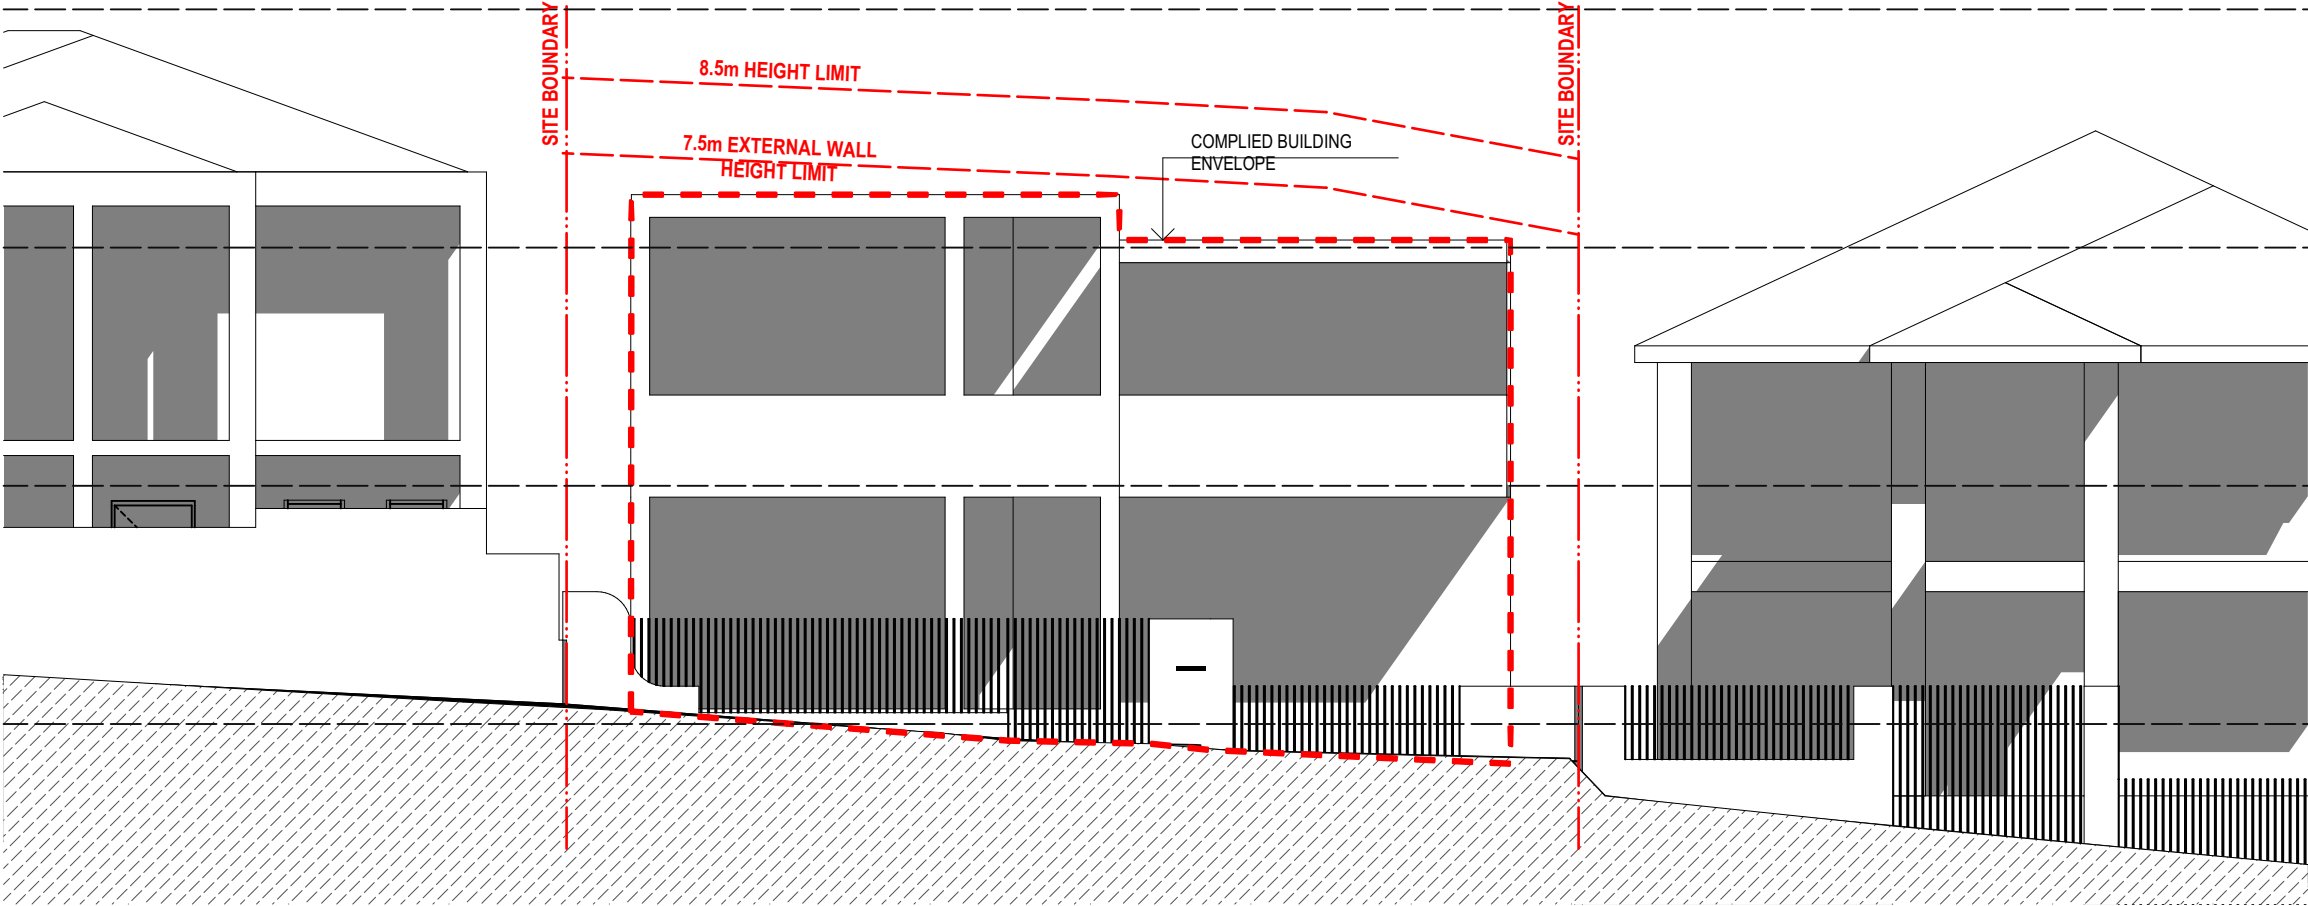 SITE BOUNDARY
8.5m HEIGHT LIMIT
7.5m EXTERNAL WALL
HEIGHT LIMIT
COMPLIED BUILDING
ENVELOPE
SITE BOUNDARY